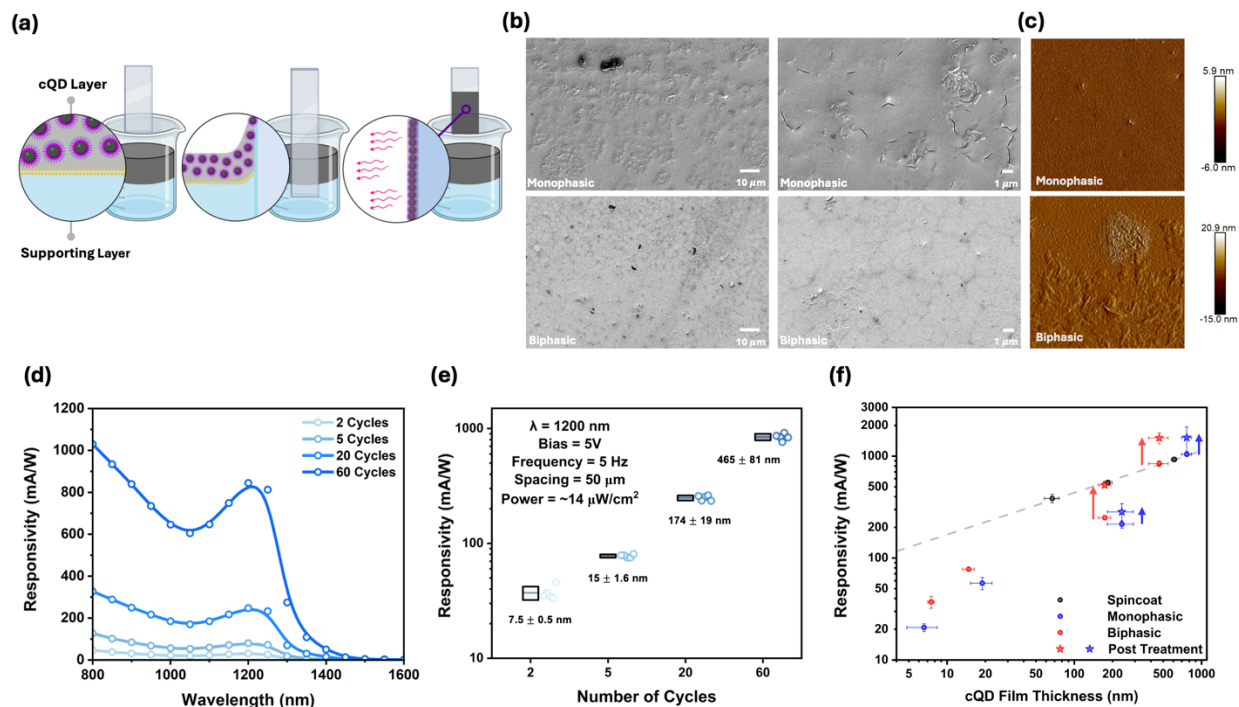 (a)
cQD Layer
Supporting Layer
(b)
Monophasic
10 μm
Monophasic
1 μm
Biphasic
10 μm
Biphasic
1 μm
(c)
Monophasic
5.9 nm
-6.0 nm
Biphasic
20.9 nm
-15.0 nm
(d)
Responsivity (mA/W)
1200
1000
800
600
400
200
0
800
1000
1200
1400
1600
Wavelength (nm)
2 Cycles
5 Cycles
20 Cycles
60 Cycles
(e)
Responsivity (mA/W)
1000
100
10
λ = 1200 nm
Bias = 5V
Frequency = 5 Hz
Spacing = 50 μm
Power = ~14 μW/cm²
7.5 ± 0.5 nm
15 ± 1.6 nm
174 ± 19 nm
465 ± 81 nm
2
5
20
60
Number of Cycles
(f)
Responsivity (mA/W)
3000
2000
1000
500
200
100
50
20
10
Spincoat
Monophasic
Biphasic
Post Treatment
5
10
20
50
100
200
500
1000
cQD Film Thickness (nm)